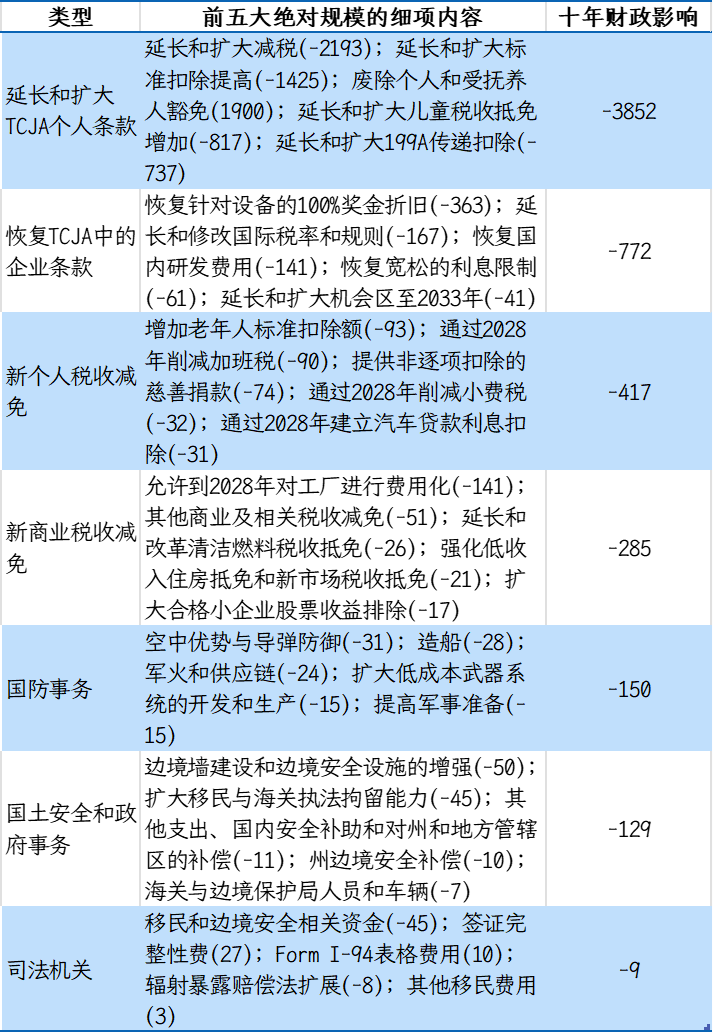 类型 前五大绝对规模的细项内容 十年财政影响
延长和扩大
TCJA个人条款
延长和扩大减税(-2193)；延长和扩大标
准扣除提高(-1425)；废除个人和受抚养
人豁免(1900)；延长和扩大儿童税收抵免
增加(-817)；延长和扩大199A传递扣除(-
737)
-3852
恢复TCJA中的
企业条款
恢复针对设备的100%奖金折旧(-363)；延
长和修改国际税率和规则(-167)；恢复国
内研发费用(-141)；恢复宽松的利息限制
(-61)；延长和扩大机会区至2033年(-41)
-772
新个人税收减
免
增加老年人标准扣除额(-93)；通过2028
年削减加班税(-90)；提供非逐项扣除的
慈善捐款(-74)；通过2028年削减小费税
(-32)；通过2028年建立汽车贷款利息扣
除(-31)
-417
新商业税收减
免
允许到2028年对工厂进行费用化(-141)；
其他商业及相关税收减免(-51)；延长和
改革清洁燃料税收抵免(-26)；强化低收
入住房抵免和新市场税收抵免(-21)；扩
大合格小企业股票收益排除(-17)
-285
国防事务
空中优势与导弹防御(-31)；造船(-28)；
军火和供应链(-24)；扩大低成本武器系
统的开发和生产(-15)；提高军事准备(-
15)
-150
国土安全和政
府事务
边境墙建设和边境安全设施的增强(-50)；
扩大移民与海关执法拘留能力(-45)；其
他支出、国内安全补助和对州和地方管辖
区的补偿(-11)；州边境安全补偿(-10)；
海关与边境保护局人员和车辆(-7)
-129
司法机关
移民和边境安全相关资金(-45)；签证完
整性费(27)；Form I-94表格费用(10)；
辐射暴露赔偿法扩展(-8)；其他移民费用
(3)
-9